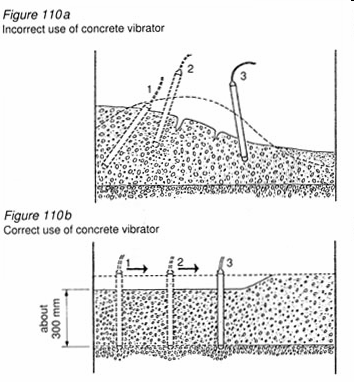 Figure 110a
Incorrect use of concrete vibrator
1
2
3
Figure 110b
Correct use of concrete vibrator
1
2
3
about
300 mm